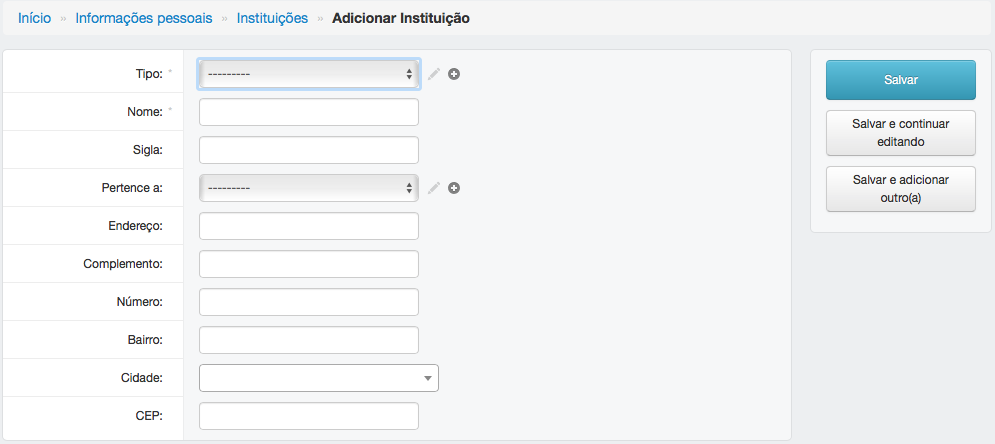 Início » Informações pessoais » Instituições » Adicionar Instituição
Tipo: * ---------
Nome: *
Sigla:
Pertence a: ---------
Endereço:
Complemento:
Número:
Bairro:
Cidade:
CEP:
Salvar
Salvar e continuar
editando
Salvar e adicionar
outro(a)